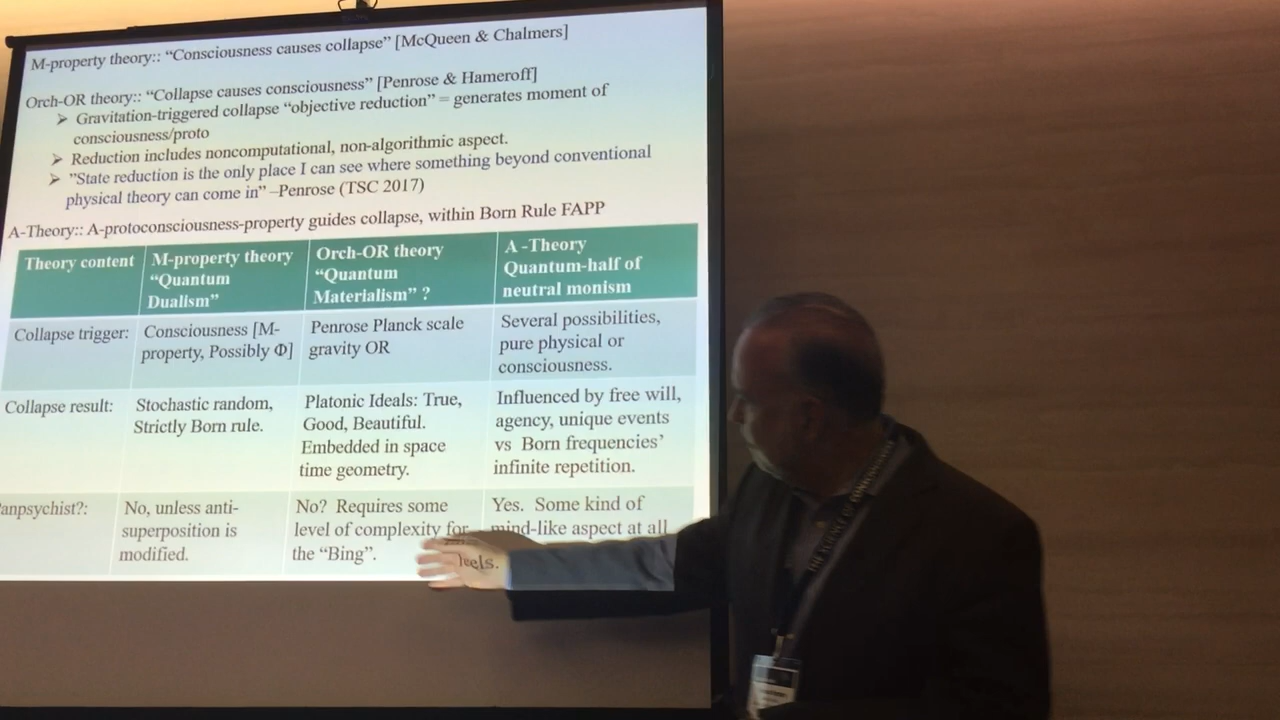 M-property theory:: “Consciousness causes collapse” [McQueen & Chalmers]
Orch-OR theory:: “Collapse causes consciousness” [Penrose & Hameroff]
➢ Gravitation-triggered collapse “objective reduction” = generates moment of
consciousness/proto
➢ Reduction includes noncomputational, non-algorithmic aspect.
➢ ”State reduction is the only place I can see where something beyond conventional
physical theory can come in” –Penrose (TSC 2017)
A-Theory:: A-protoconsciousness-property guides collapse, within Born Rule FAPP
Theory content
M-property theory
“Quantum
Dualism”
Orch-OR theory
“Quantum
Materialism” ?
A -Theory
Quantum-half of
neutral monism
Collapse trigger:
Consciousness [M-
property, Possibly Φ]
Penrose Planck scale
gravity OR
Several possibilities,
pure physical or
consciousness.
Collapse result:
Stochastic random,
Strictly Born rule.
Platonic Ideals: True,
Good, Beautiful.
Embedded in space
time geometry.
Influenced by free will,
agency, unique events
vs Born frequencies’
infinite repetition.
anpsychist?:
No, unless anti-
superposition is
modified.
No? Requires some
level of complexity for
the “Bing”.
Yes. Some kind of
mind-like aspect at all
THE SCIENCE OF CONSCIOUSNESS